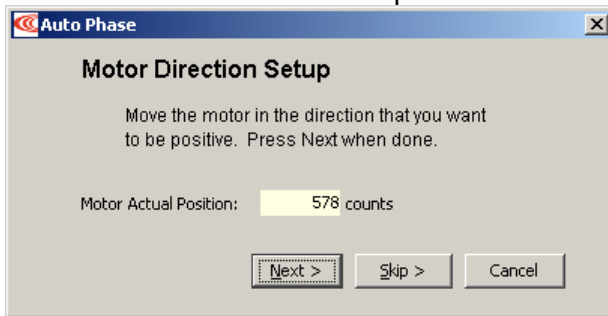 Auto Phase
Motor Direction Setup
Move the motor in the direction that you want
to be positive. Press Next when done.
Motor Actual Position: 578 counts
Next > Skip > Cancel